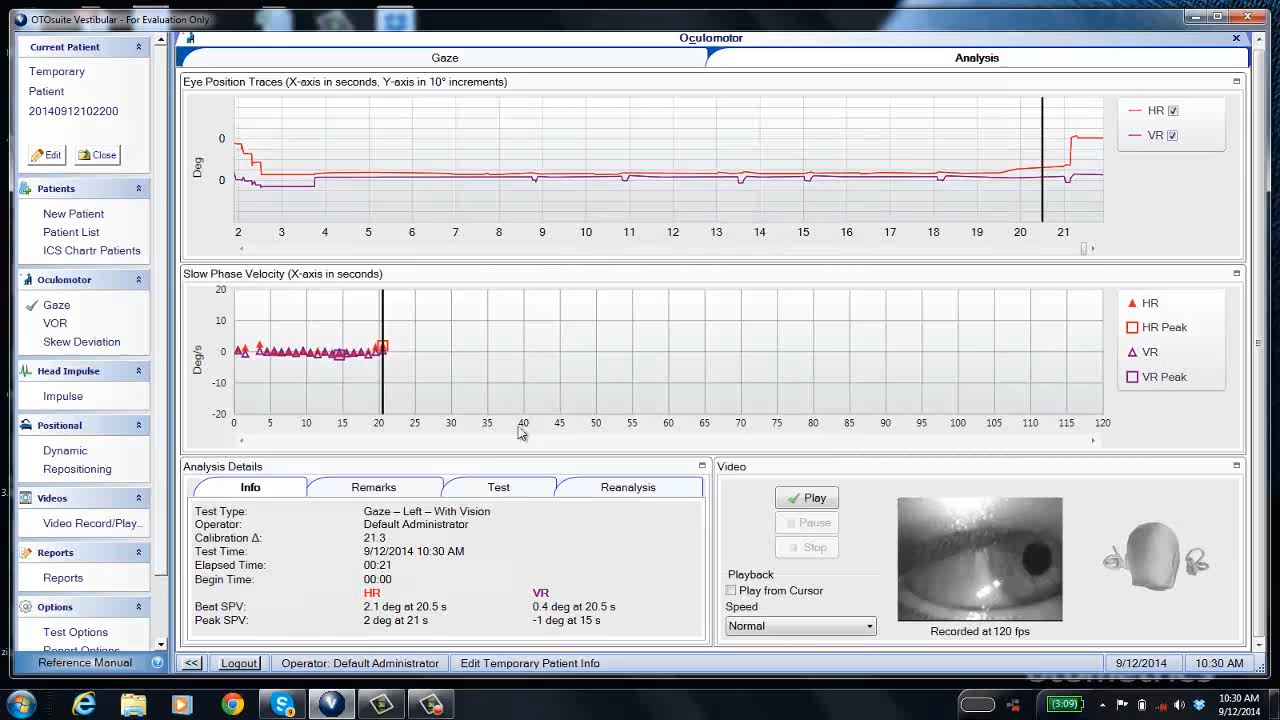 OTOsuite Vestibular - For Evaluation Only
Current Patient
Temporary
Patient
20140912102200
Edit Close
Patients
New Patient
Patient List
ICS Chartr Patients
Oculomotor
Gaze
VOR
Skew Deviation
Head Impulse
Impulse
Positional
Dynamic
Repositioning
Videos
Video Record/Play...
Reports
Reports
Options
Test Options
Reference Manual
Oculomotor
Gaze Analysis
Eye Position Traces (X-axis in seconds, Y-axis in 10° increments)
Deg
0
0
2 3 4 5 6 7 8 9 10 11 12 13 14 15 16 17 18 19 20 21
HR
VR
Slow Phase Velocity (X-axis in seconds)
Deg/s
20
10
0
-10
-20
0 5 10 15 20 25 30 35 40 45 50 55 60 65 70 75 80 85 90 95 100 105 110 115 120
HR
HR Peak
VR
VR Peak
Analysis Details
Info Remarks Test Reanalysis
Test Type: Gaze – Left – With Vision
Operator: Default Administrator
Calibration Δ: 21.3
Test Time: 9/12/2014 10:30 AM
Elapsed Time: 00:21
Begin Time: 00:00
HR VR
Beat SPV: 2.1 deg at 20.5 s 0.4 deg at 20.5 s
Peak SPV: 2 deg at 21 s -1 deg at 15 s
Video
Play
Pause
Stop
Playback
Play from Cursor
Speed
Normal
Recorded at 120 fps
<< Logout Operator: Default Administrator Edit Temporary Patient Info 9/12/2014 10:30 AM
(3:09)
10:30 AM
9/12/2014